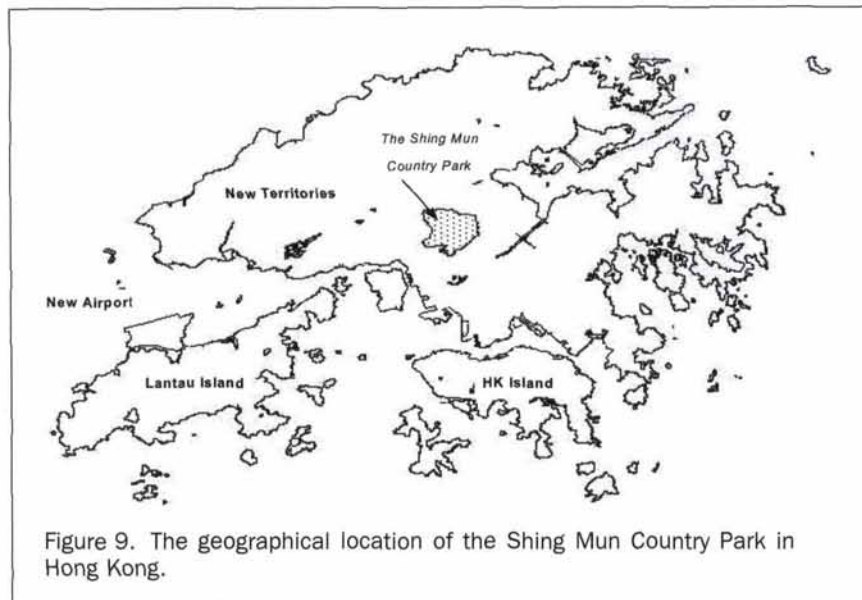 The Shing Mun
Country Park
New Territories
New Airport
Lantau Island
HK Island
Figure 9. The geographical location of the Shing Mun Country Park in
Hong Kong.